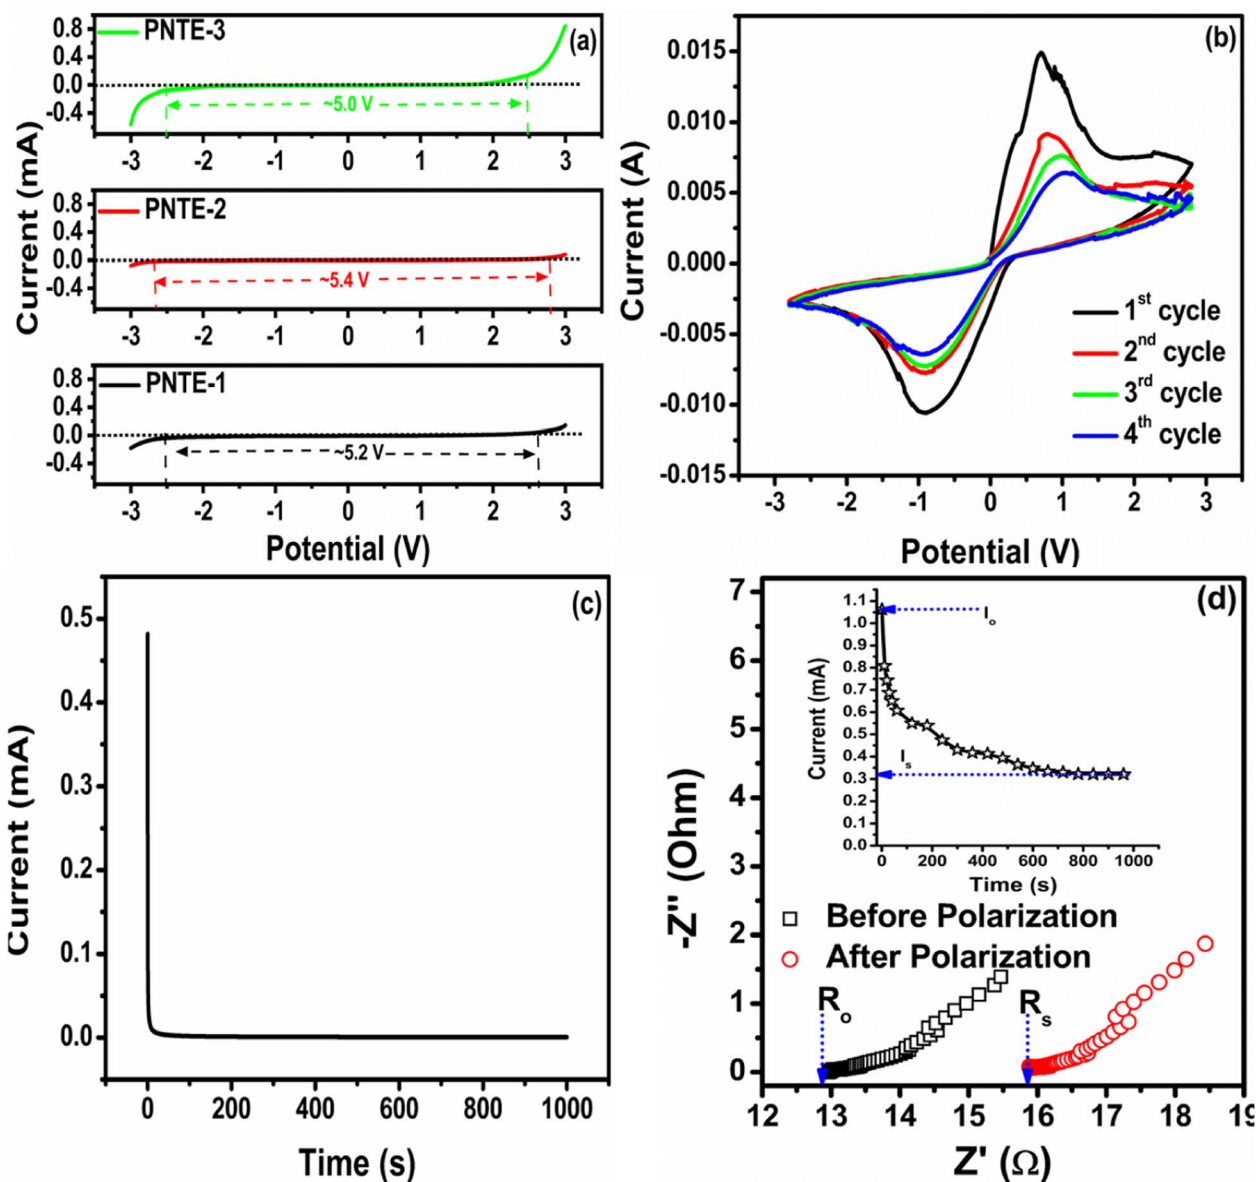 (a)
PNTE-3
0.8
0.4
0.0
-0.4
~5.0 V
-3 -2 -1 0 1 2 3
PNTE-2
0.8
0.4
0.0
-0.4
~5.4 V
-3 -2 -1 0 1 2 3
PNTE-1
0.8
0.4
0.0
-0.4
~5.2 V
-3 -2 -1 0 1 2 3
Current (mA)
Potential (V)
(b)
0.015
0.010
0.005
0.000
-0.005
-0.010
-0.015
Current (A)
1st cycle
2nd cycle
3rd cycle
4th cycle
-3 -2 -1 0 1 2 3
Potential (V)
(c)
0.5
0.4
0.3
0.2
0.1
0.0
Current (mA)
0 200 400 600 800 1000
Time (s)
(d)
7
6
5
4
3
2
1
0
-Z" (Ohm)
1.1
1.0
0.9
0.8
0.7
0.6
0.5
0.4
0.3
0.2
0.1
0.0
Current (mA)
Io
Is
0 200 400 600 800 1000
Time (s)
Before Polarization
After Polarization
Ro
Rs
12 13 14 15 16 17 18 19
Z' (Ω)